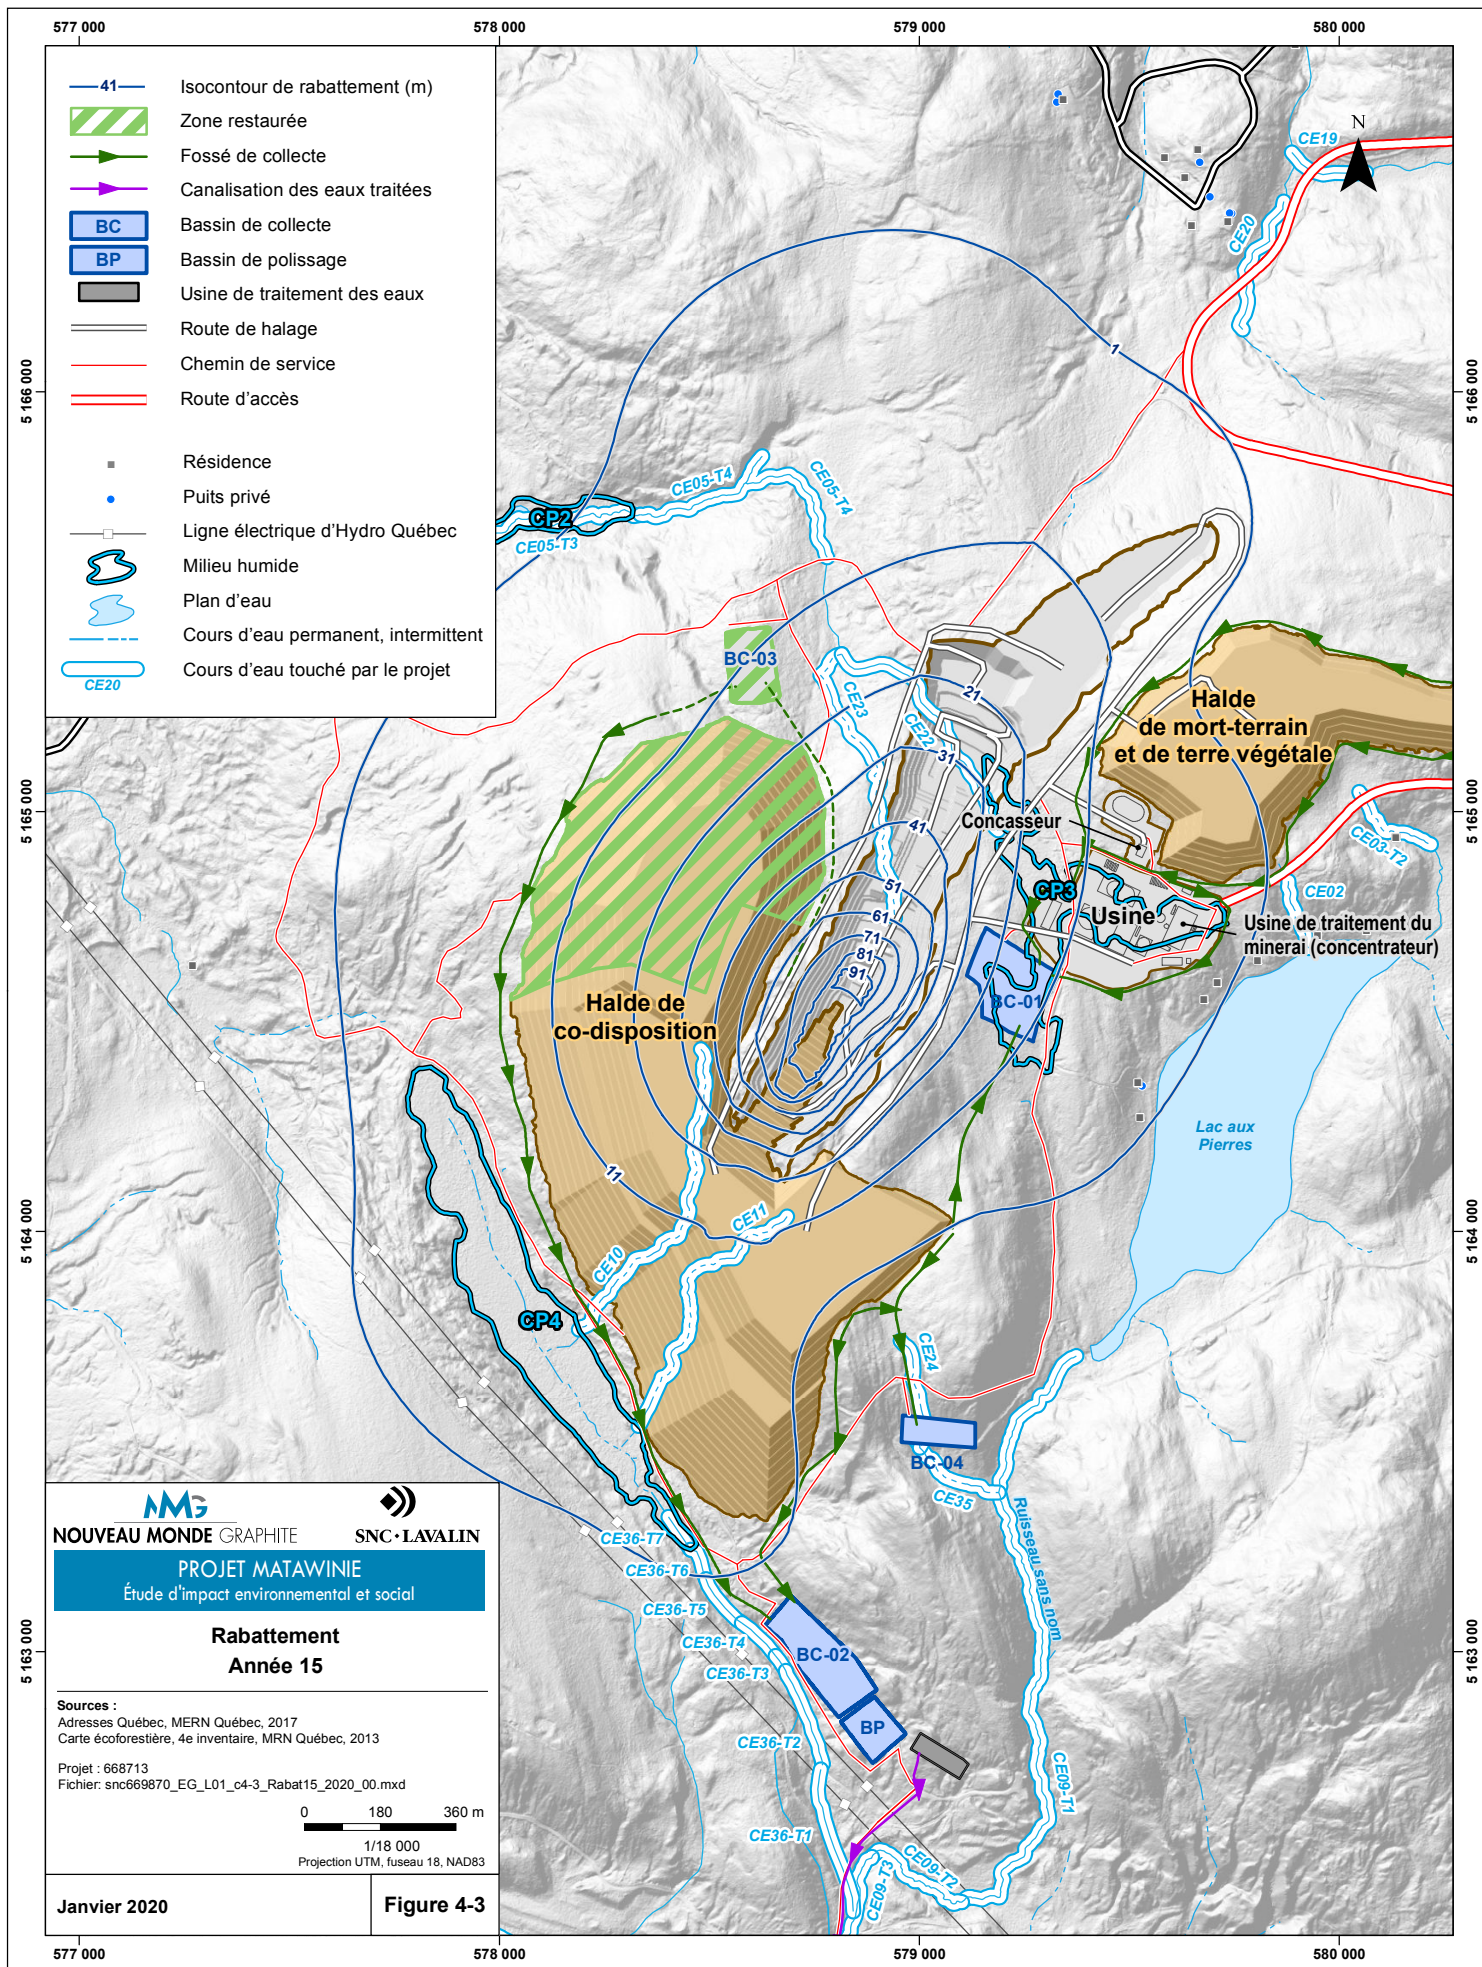 577 000
578 000
579 000
580 000
41
Isocontour de rabattement (m)
Zone restaurée
Fossé de collecte
Canalisation des eaux traitées
BC
Bassin de collecte
BP
Bassin de polissage
Usine de traitement des eaux
Route de halage
Chemin de service
Route d'accès
Résidence
Puits privé
Ligne électrique d'Hydro Québec
Milieu humide
Plan d'eau
Cours d'eau permanent, intermittent
Cours d'eau touché par le projet
CE20
N
CE19
CE20
1
5 166 000
5 166 000
CE05-T4
CE05-T4
CP2
CE05-T3
BC-03
CE23
CE22
21
31
41
51
61
71
81
91
11
Halde
de mort-terrain
et de terre végétale
5 165 000
5 165 000
Concasseur
CE03-T2
CP3
CE02
Usine
Usine de traitement du
minerai (concentrateur)
BC-01
Halde de
co-disposition
Lac aux
Pierres
CE11
CE10
5 164 000
5 164 000
CP4
CE24
BC-04
CE35
Ruisseau sans nom
CE36-T7
CE36-T6
CE36-T5
CE36-T4
CE36-T3
CE36-T2
CE36-T1
BC-02
BP
CE09-T1
CE09-T2
CE09-T3
5 163 000
5 163 000
NMG
NOUVEAU MONDE GRAPHITE
SNC•LAVALIN
PROJET MATAWINIE
Étude d'impact environnemental et social
Rabattement
Année 15
Sources :
Adresses Québec, MERN Québec, 2017
Carte écoforestière, 4e inventaire, MRN Québec, 2013
Projet : 668713
Fichier: snc669870_EG_L01_c4-3_Rabat15_2020_00.mxd
0 180 360 m
1/18 000
Projection UTM, fuseau 18, NAD83
Janvier 2020
Figure 4-3
577 000
578 000
579 000
580 000